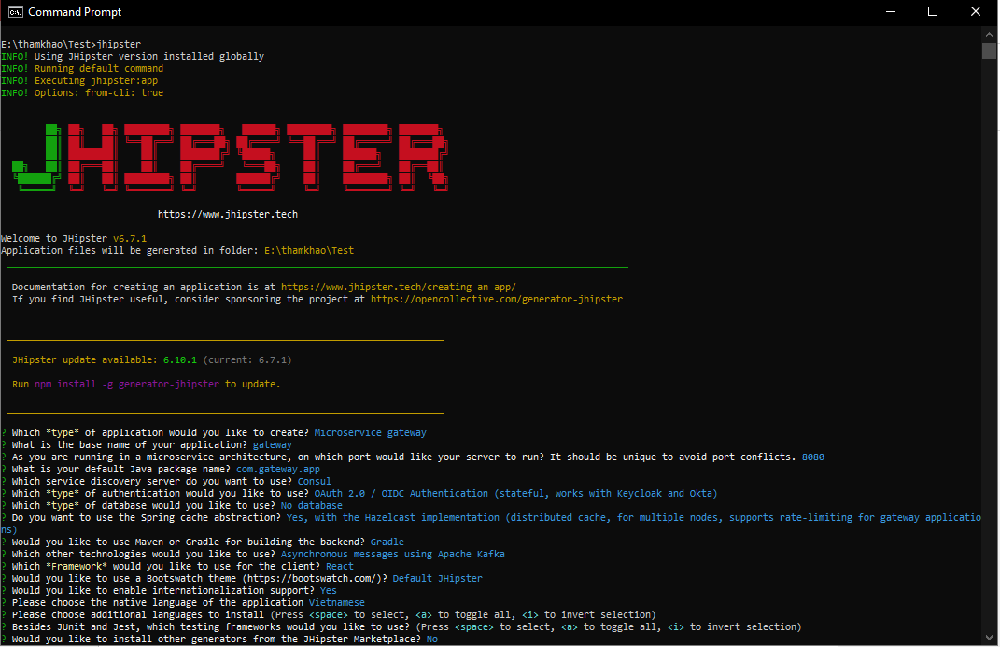 Command Prompt
E:\thamkhao\Test>jhipster
INFO! Using JHipster version installed globally
INFO! Running default command
INFO! Executing jhipster:app
INFO! Options: from-cli: true
JHIPSTER
https://www.jhipster.tech
Welcome to JHipster v6.7.1
Application files will be generated in folder: E:\thamkhao\Test
Documentation for creating an application is at https://www.jhipster.tech/creating-an-app/
If you find JHipster useful, consider sponsoring the project at https://opencollective.com/generator-jhipster
JHipster update available: 6.10.1 (current: 6.7.1)
Run npm install -g generator-jhipster to update.
? Which *type* of application would you like to create? Microservice gateway
? What is the base name of your application? gateway
? As you are running in a microservice architecture, on which port would like your server to run? It should be unique to avoid port conflicts. 8080
? What is your default Java package name? com.gateway.app
? Which service discovery server do you want to use? Consul
? Which *type* of authentication would you like to use? OAuth 2.0 / OIDC Authentication (stateful, works with Keycloak and Okta)
? Which *type* of database would you like to use? No database
? Do you want to use the Spring cache abstraction? Yes, with the Hazelcast implementation (distributed cache, for multiple nodes, supports rate-limiting for gateway applicatio
ns)
? Would you like to use Maven or Gradle for building the backend? Gradle
? Which other technologies would you like to use? Asynchronous messages using Apache Kafka
? Which *Framework* would you like to use for the client? React
? Would you like to use a Bootswatch theme (https://bootswatch.com/)? Default JHipster
? Would you like to enable internationalization support? Yes
? Please choose the native language of the application Vietnamese
? Please choose additional languages to install (Press <space> to select, <a> to toggle all, <i> to invert selection)
? Besides JUnit and Jest, which testing frameworks would you like to use? (Press <space> to select, <a> to toggle all, <i> to invert selection)
? Would you like to install other generators from the JHipster Marketplace? No